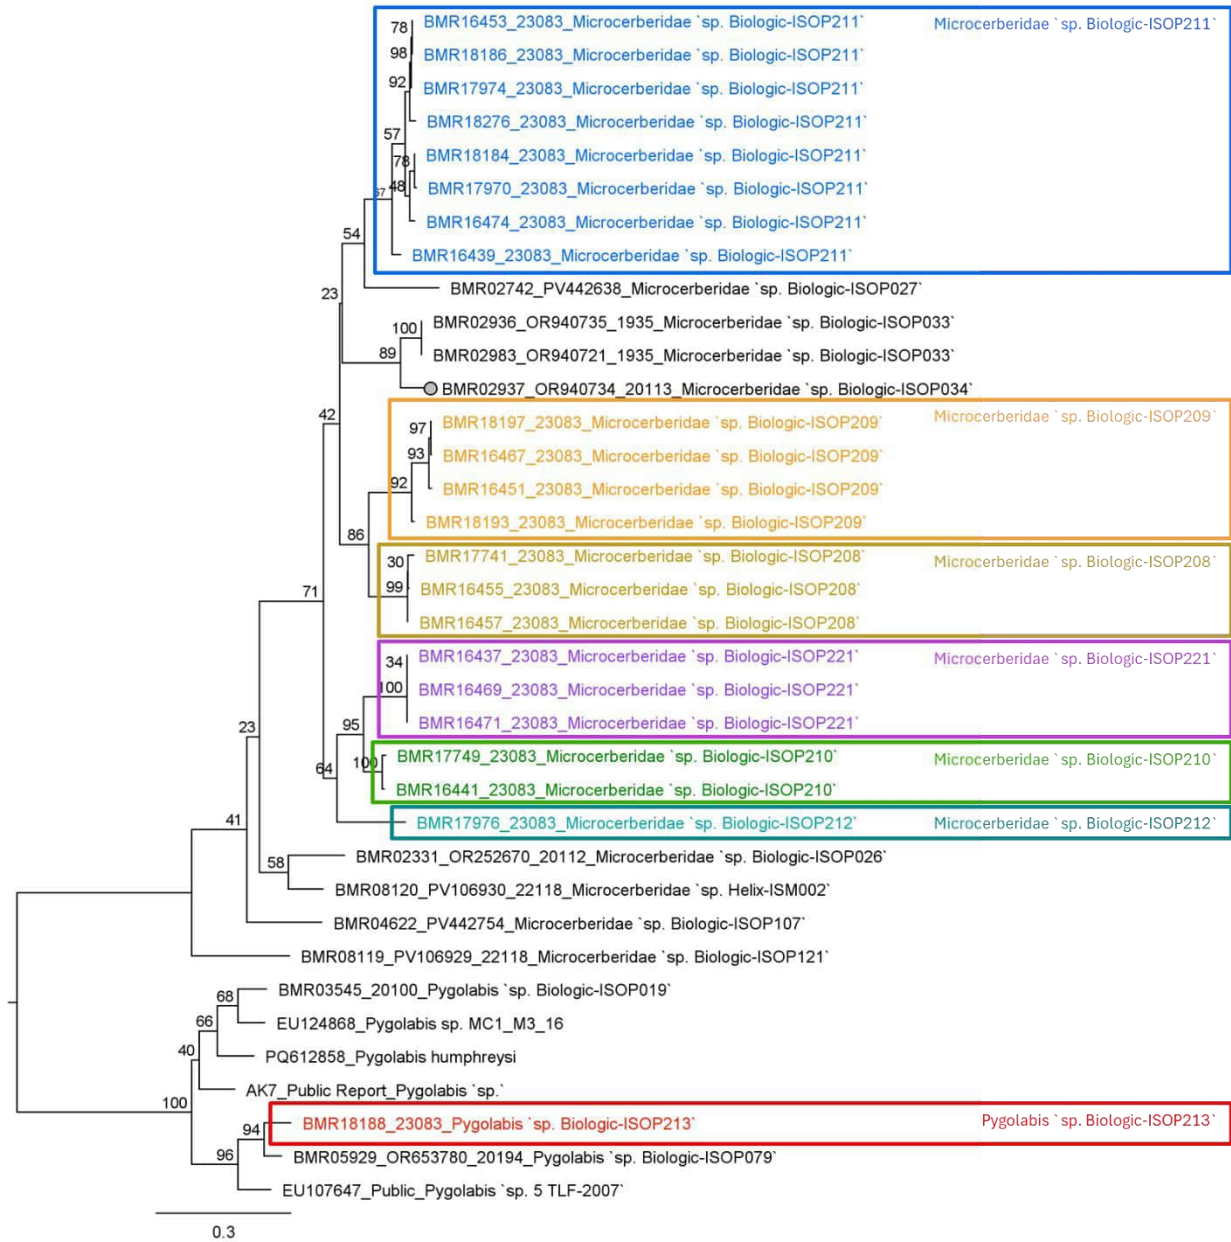 78
BMR16453_23083_Microcerberidae `sp. Biologic-ISOP211`
Microcerberidae `sp. Biologic-ISOP211`
98
BMR18186_23083_Microcerberidae `sp. Biologic-ISOP211`
92
BMR17974_23083_Microcerberidae `sp. Biologic-ISOP211`
BMR18276_23083_Microcerberidae `sp. Biologic-ISOP211`
57
78
BMR18184_23083_Microcerberidae `sp. Biologic-ISOP211`
67
48
BMR17970_23083_Microcerberidae `sp. Biologic-ISOP211`
BMR16474_23083_Microcerberidae `sp. Biologic-ISOP211`
54
BMR16439_23083_Microcerberidae `sp. Biologic-ISOP211`
BMR02742_PV442638_Microcerberidae `sp. Biologic-ISOP027`
23
100
BMR02936_OR940735_1935_Microcerberidae `sp. Biologic-ISOP033`
89
BMR02983_OR940721_1935_Microcerberidae `sp. Biologic-ISOP033`
BMR02937_OR940734_20113_Microcerberidae `sp. Biologic-ISOP034`
42
97
BMR18197_23083_Microcerberidae `sp. Biologic-ISOP209`
Microcerberidae `sp. Biologic-ISOP209`
93
BMR16467_23083_Microcerberidae `sp. Biologic-ISOP209`
92
BMR16451_23083_Microcerberidae `sp. Biologic-ISOP209`
BMR18193_23083_Microcerberidae `sp. Biologic-ISOP209`
86
30
BMR17741_23083_Microcerberidae `sp. Biologic-ISOP208`
Microcerberidae `sp. Biologic-ISOP208`
99
BMR16455_23083_Microcerberidae `sp. Biologic-ISOP208`
71
BMR16457_23083_Microcerberidae `sp. Biologic-ISOP208`
34
BMR16437_23083_Microcerberidae `sp. Biologic-ISOP221`
Microcerberidae `sp. Biologic-ISOP221`
100
BMR16469_23083_Microcerberidae `sp. Biologic-ISOP221`
23
95
BMR16471_23083_Microcerberidae `sp. Biologic-ISOP221`
64
100
BMR17749_23083_Microcerberidae `sp. Biologic-ISOP210`
Microcerberidae `sp. Biologic-ISOP210`
BMR16441_23083_Microcerberidae `sp. Biologic-ISOP210`
41
BMR17976_23083_Microcerberidae `sp. Biologic-ISOP212`
Microcerberidae `sp. Biologic-ISOP212`
58
BMR02331_OR252670_20112_Microcerberidae `sp. Biologic-ISOP026`
BMR08120_PV106930_22118_Microcerberidae `sp. Helix-ISM002`
BMR04622_PV442754_Microcerberidae `sp. Biologic-ISOP107`
BMR08119_PV106929_22118_Microcerberidae `sp. Biologic-ISOP121`
68
BMR03545_20100_Pygolabis `sp. Biologic-ISOP019`
66
EU124868_Pygolabis sp. MC1_M3_16
40
PQ612858_Pygolabis humphreysi
100
AK7_Public Report_Pygolabis `sp.`
94
BMR18188_23083_Pygolabis `sp. Biologic-ISOP213`
Pygolabis `sp. Biologic-ISOP213`
96
BMR05929_OR653780_20194_Pygolabis `sp. Biologic-ISOP079`
EU107647_Public_Pygolabis `sp. 5 TLF-2007`
0.3